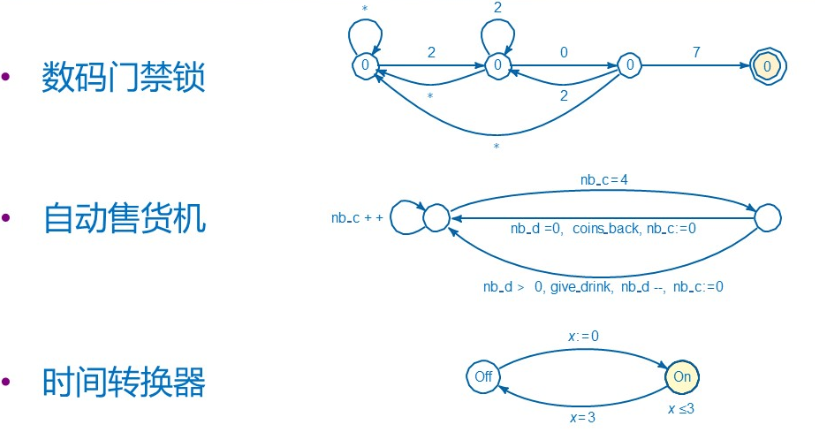 *
2
2
0
7
0
0
0
0
• 数码门禁锁
*
2
*
nb_c=4
• 自动售货机
nb_c + +
nb_d =0, coins_back, nb_c:=0
nb_d > 0, give_drink, nb_d --, nb_c:=0
x:=0
• 时间转换器
Off
On
x ≤3
x=3